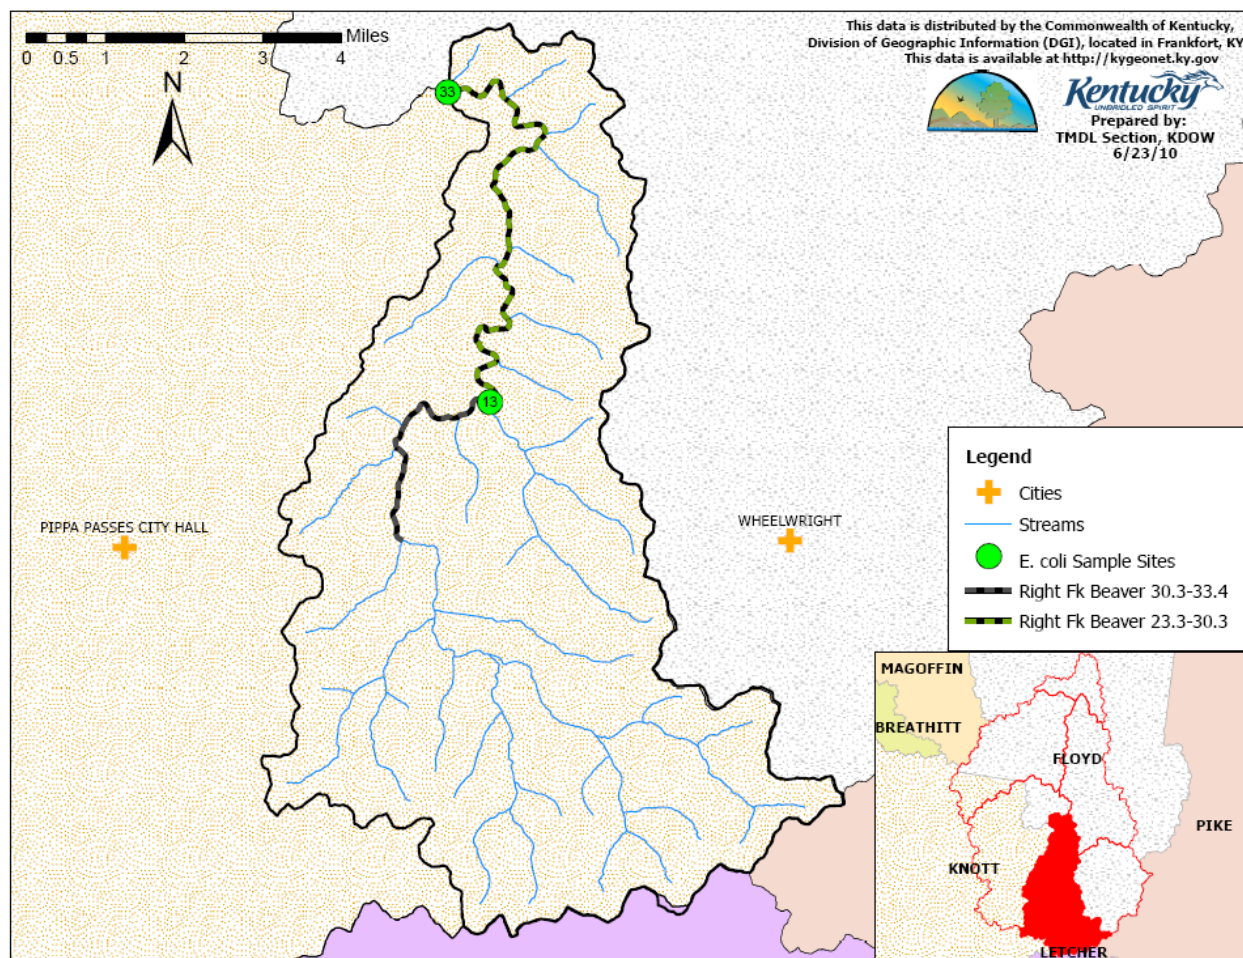 Miles
0 0.5 1 2 3 4
N
This data is distributed by the Commonwealth of Kentucky,
Division of Geographic Information (DGI), located in Frankfort, KY
This data is available at http://kygeonet.ky.gov
Kentucky
UNBRIDLED SPIRIT
Prepared by:
TMDL Section, KDOW
6/23/10
33
13
PIPPA PASSES CITY HALL
WHEELWRIGHT
Legend
Cities
Streams
E. coli Sample Sites
Right Fk Beaver 30.3-33.4
Right Fk Beaver 23.3-30.3
MAGOFFIN
BREATHITT
FLOYD
PIKE
KNOTT
LETCHER